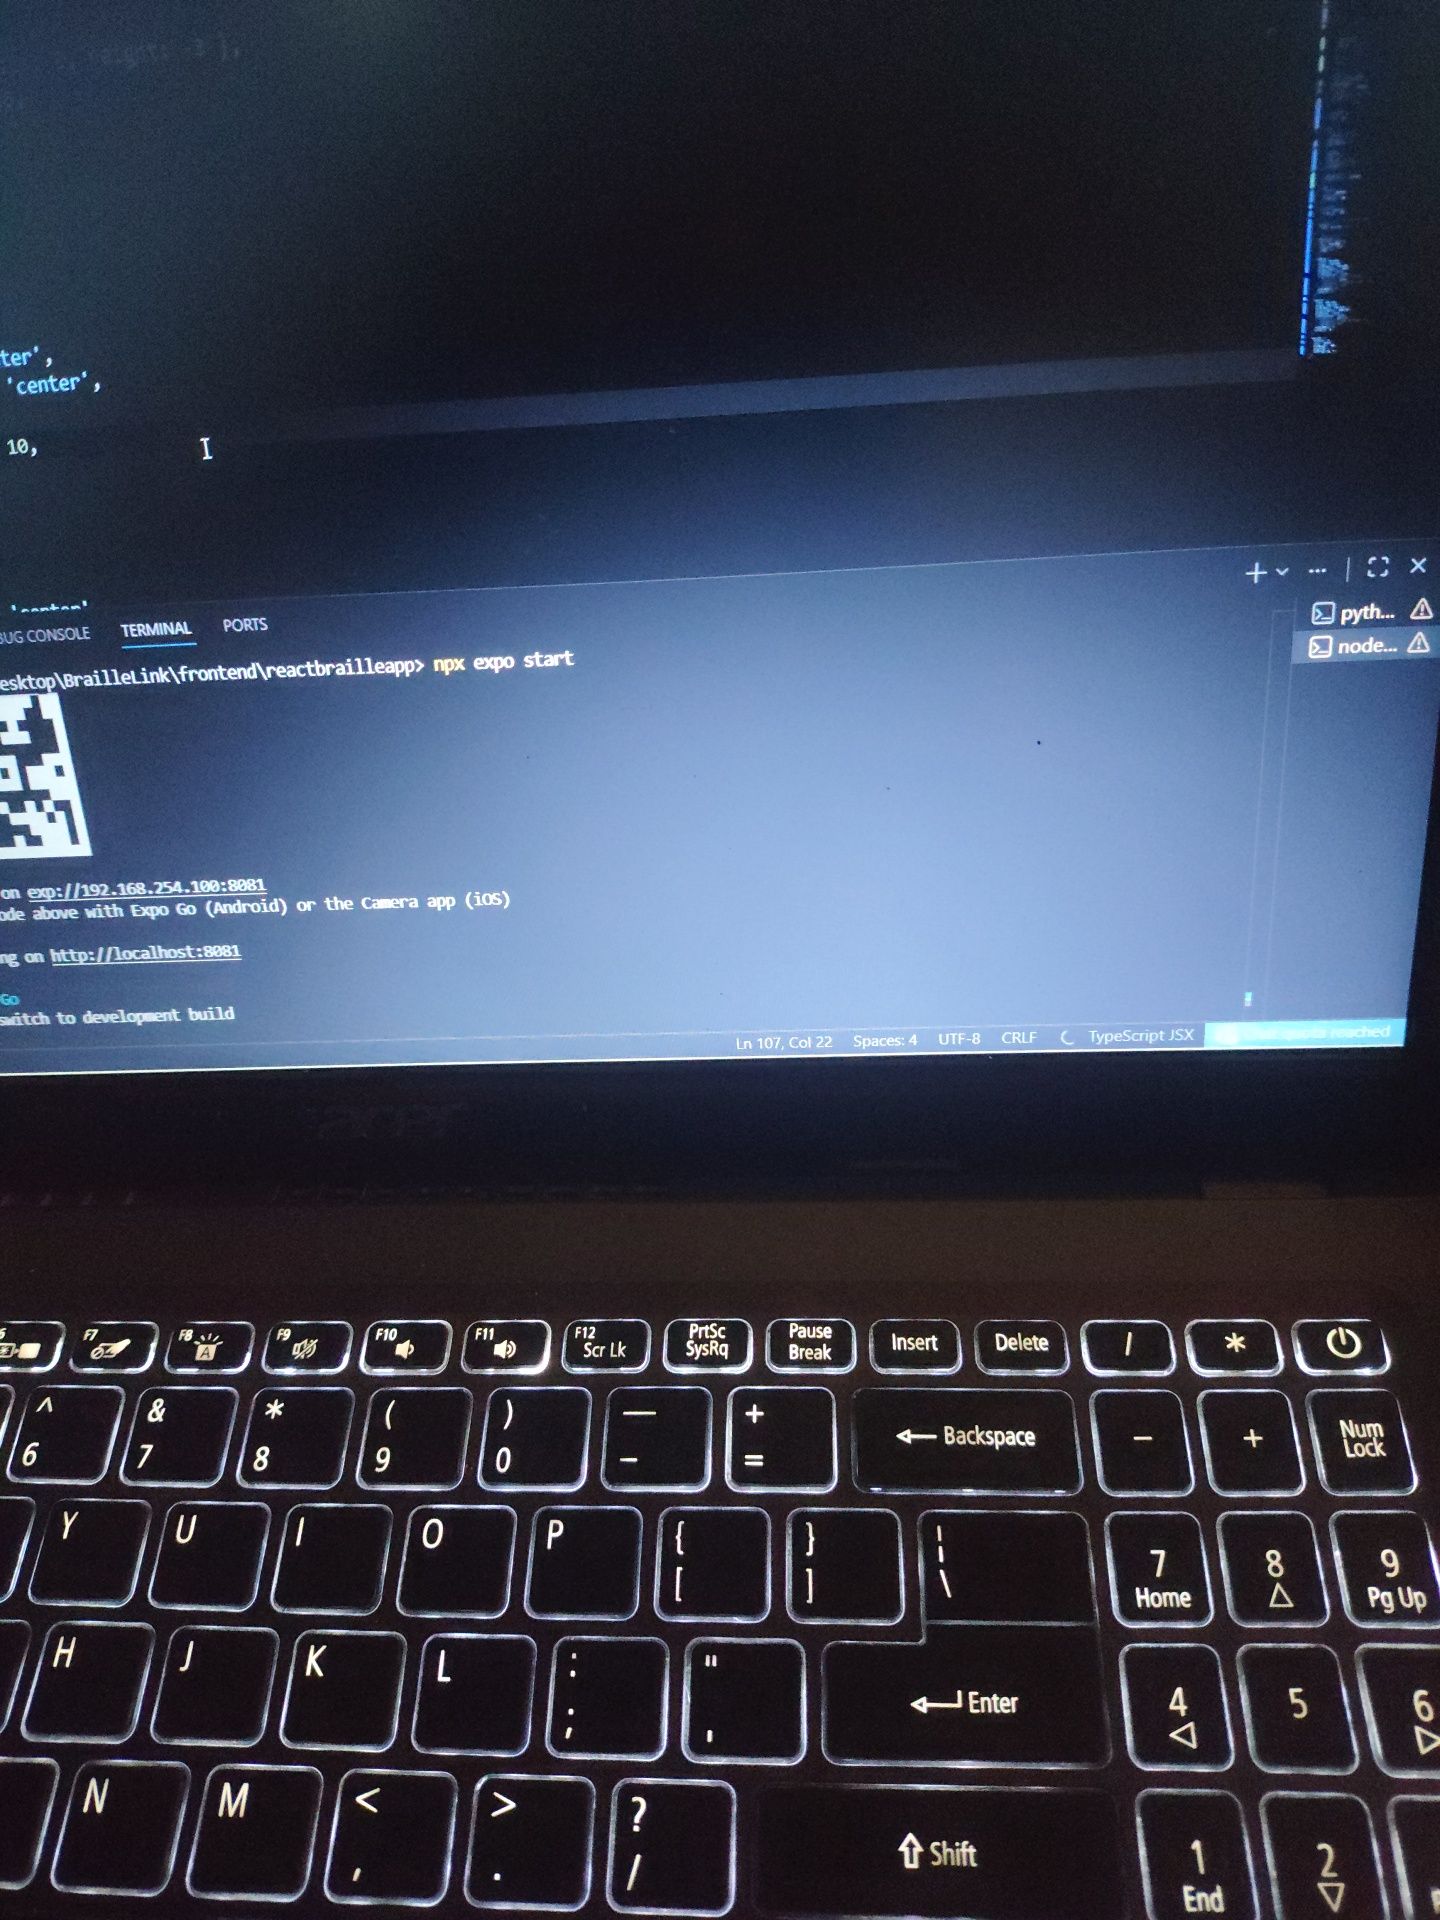 ter',
'center',
10,
'center'
BUG CONSOLE TERMINAL PORTS
+ ... | ×
pyth...
node...
esktop\BrailleLink\frontend\reactbrailleapp> npx expo start
on exp://192.168.254.100:8081
ode above with Expo Go (Android) or the Camera app (iOS)
ng on http://localhost:8081
Go
switch to development build
Ln 107, Col 22 Spaces: 4 UTF-8 CRLF TypeScript JSX quota reached
F7 F8 A F9 F10 F11 F12 Scr Lk PrtSc SysRq Pause Break Insert Delete / *
^ 6 & 7 * 8 ( 9 ) 0 — - + = Backspace - + Num Lock
Y U I O P { [ } ] ¦ \ 7 Home 8 9 Pg Up
H J K L : ; " ' Enter 4 5 6
N M < , > . ? / Shift 1 End 2